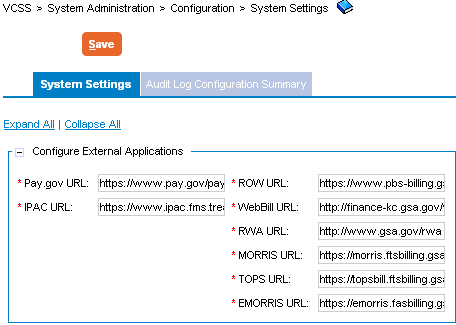 VCSS > System Administration > Configuration > System Settings
Save
System Settings Audit Log Configuration Summary
Expand All | Collapse All
Configure External Applications
* Pay.gov URL: https://www.pay.gov/pay * ROW URL: https://www.pbs-billing.gs
* IPAC URL: https://www.ipac.fms.trea * WebBill URL: http://finance-kc.gsa.gov/
* RWA URL: http://www.gsa.gov/rwa
* MORRIS URL: https://morris.ftsbilling.gsa
* TOPS URL: https://topsbill.ftsbilling.gs
* EMORRIS URL: https://emorris.fasbilling.g